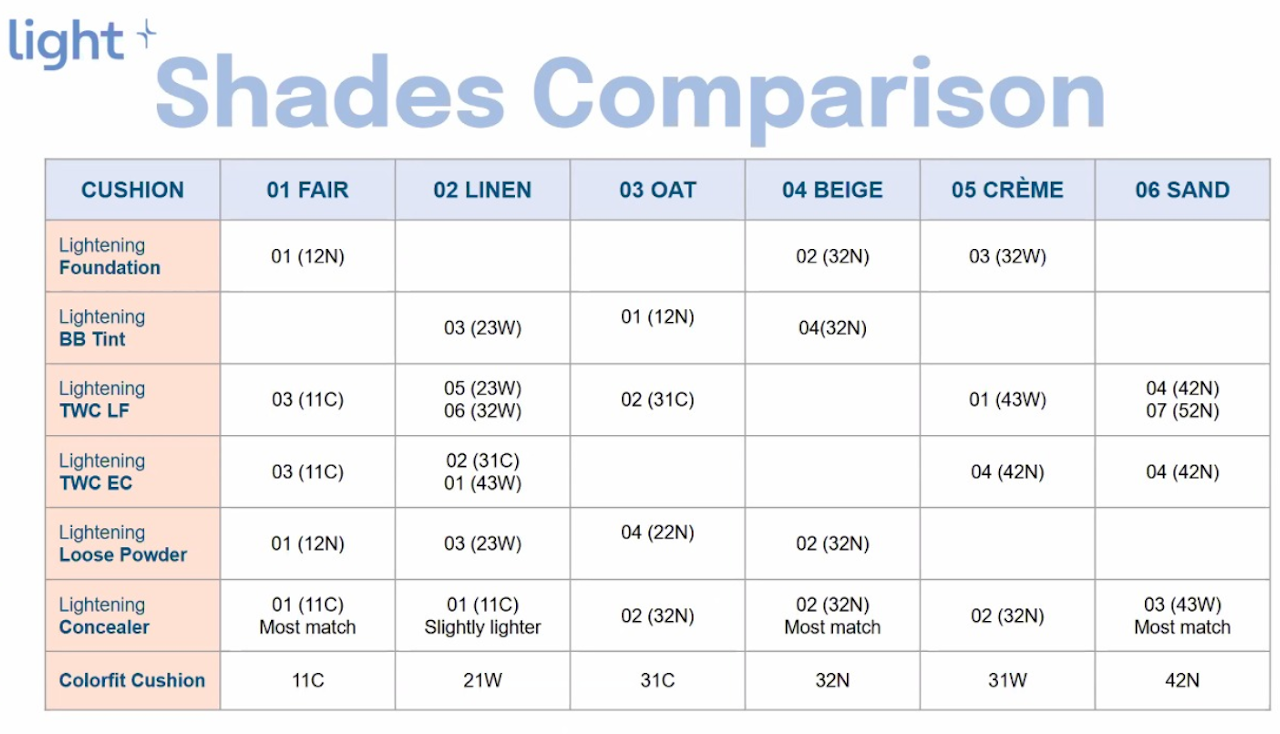 light
Shades Comparison
CUSHION 01 FAIR 02 LINEN 03 OAT 04 BEIGE 05 CRÈME 06 SAND
Lightening
Foundation
01 (12N) 02 (32N) 03 (32W)
Lightening
BB Tint
03 (23W) 01 (12N) 04(32N)
Lightening
TWC LF
03 (11C)
05 (23W)
06 (32W)
02 (31C)
01 (43W)
04 (42N)
07 (52N)
Lightening
TWC EC
03 (11C)
02 (31C)
01 (43W)
04 (42N)
04 (42N)
Lightening
Loose Powder
01 (12N) 03 (23W) 04 (22N) 02 (32N)
Lightening
Concealer
01 (11C)
Most match
01 (11C)
Slightly lighter
02 (32N)
02 (32N)
Most match
02 (32N)
03 (43W)
Most match
Colorfit Cushion 11C 21W 31C 32N 31W 42N